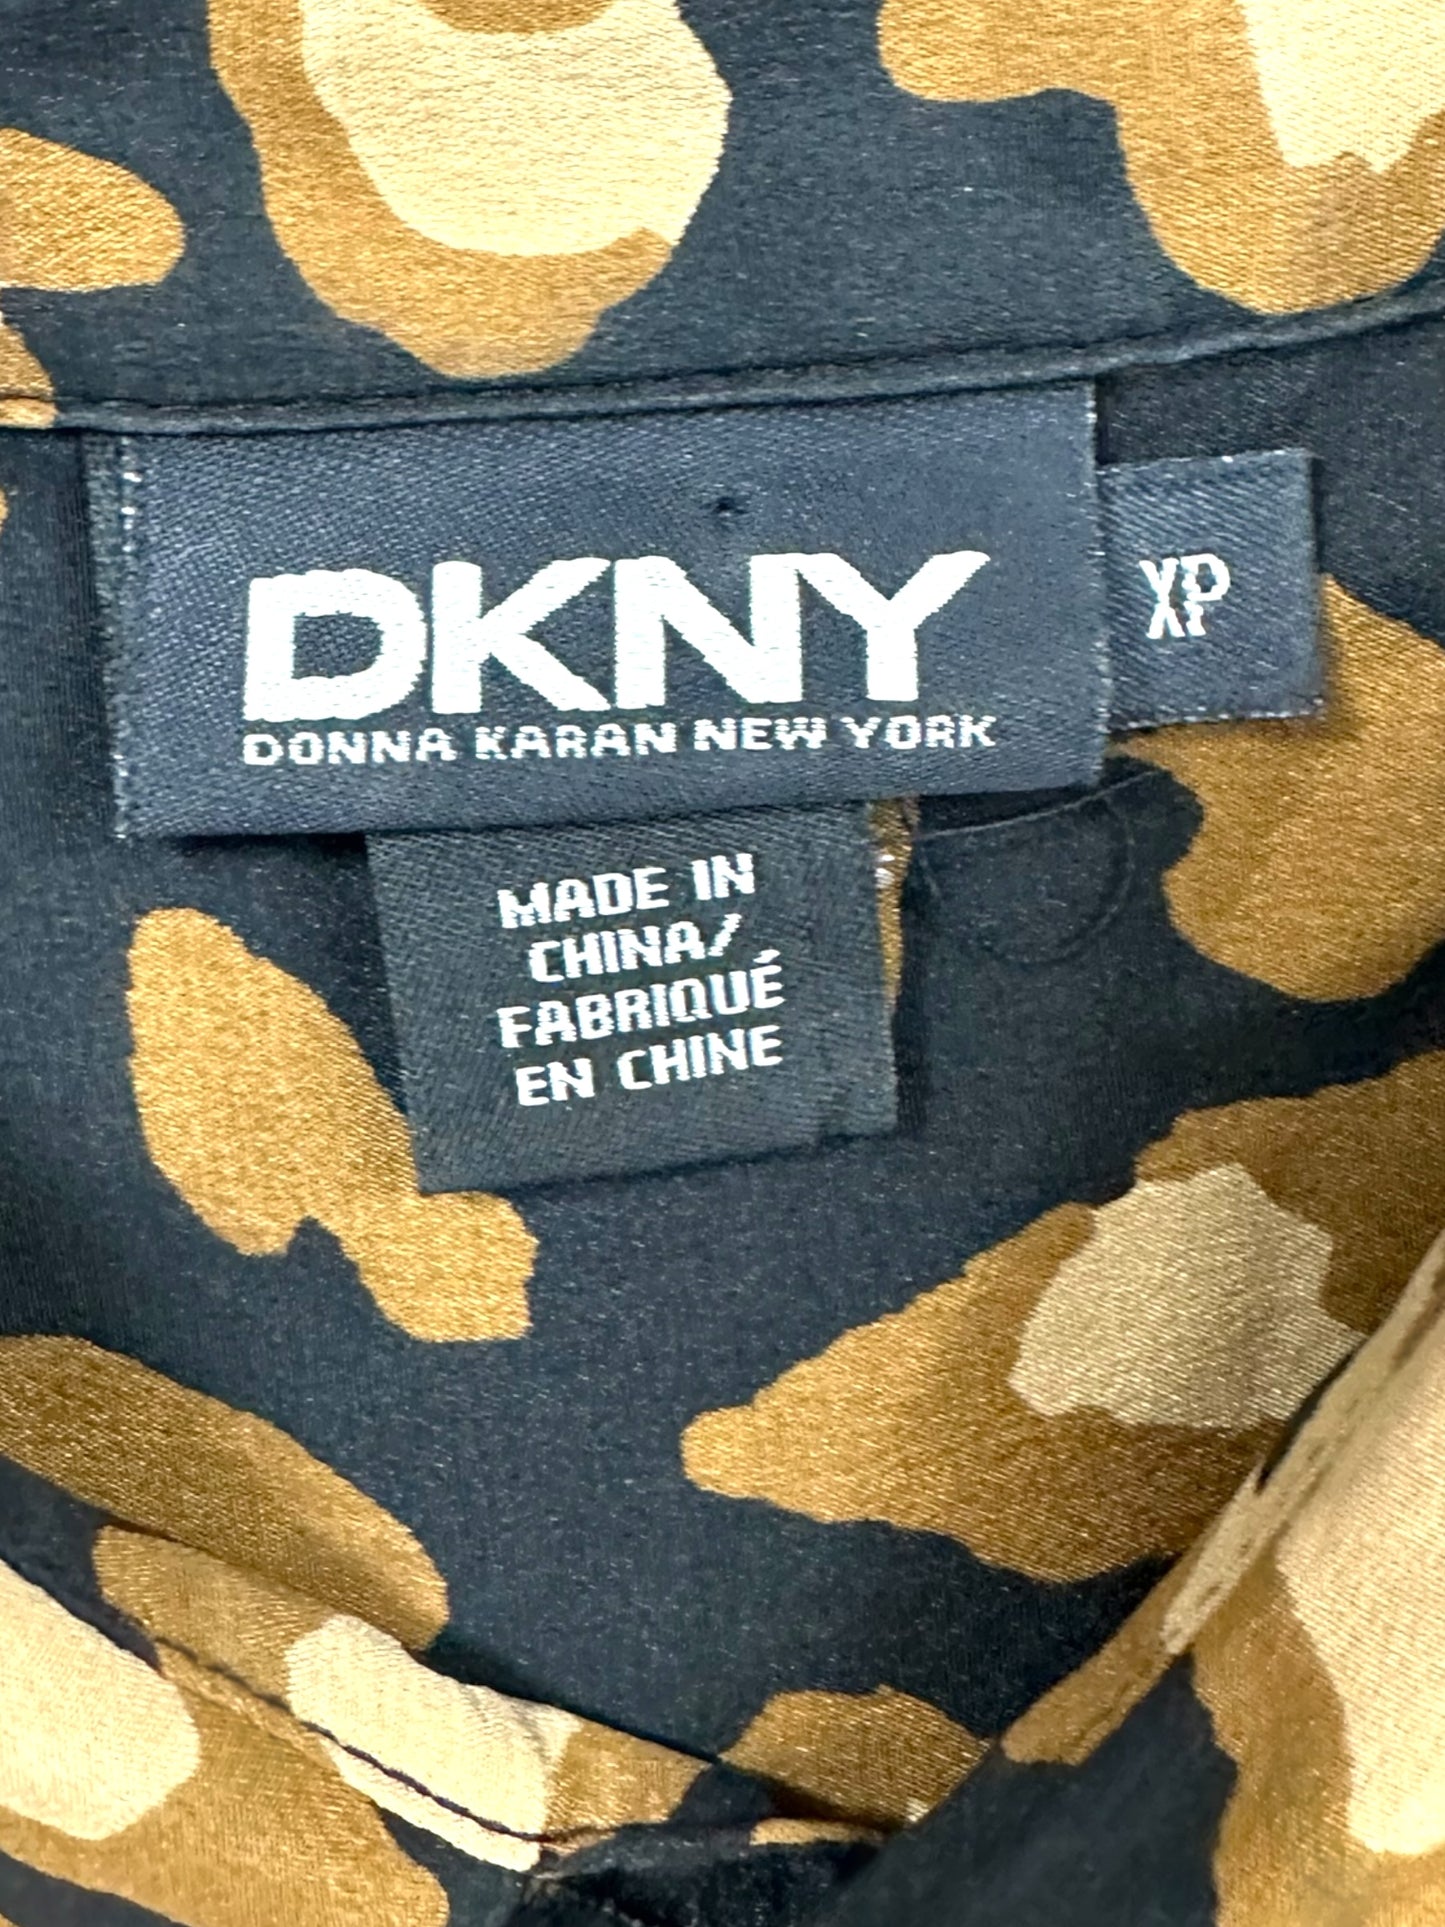 DKNY
DONNA KARAN NEW YORK
XP
MADE IN
CHINA/
FABRIQUÉ
EN CHINE